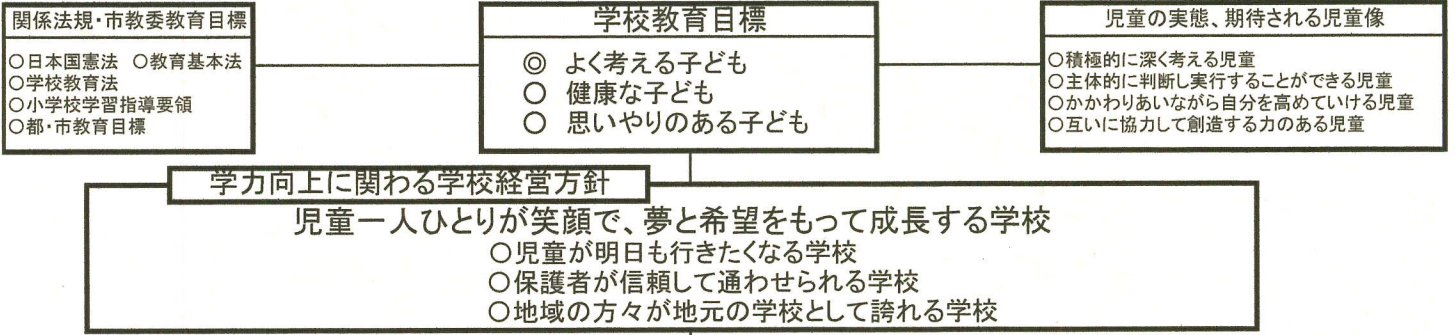 関係法規・市教委教育目標
○日本国憲法 ○教育基本法
○学校教育法
○小学校学習指導要領
○都・市教育目標
学校教育目標
◎ よく考える子ども
○ 健康な子ども
○ 思いやりのある子ども
児童の実態、期待される児童像
○積極的に深く考える児童
○主体的に判断し実行することができる児童
○かかわりあいながら自分を高めていける児童
○互いに協力して創造する力のある児童
学力向上に関わる学校経営方針
児童一人ひとりが笑顔で、夢と希望をもって成長する学校
○児童が明日も行きたくなる学校
○保護者が信頼して通わせられる学校
○地域の方々が地元の学校として誇れる学校